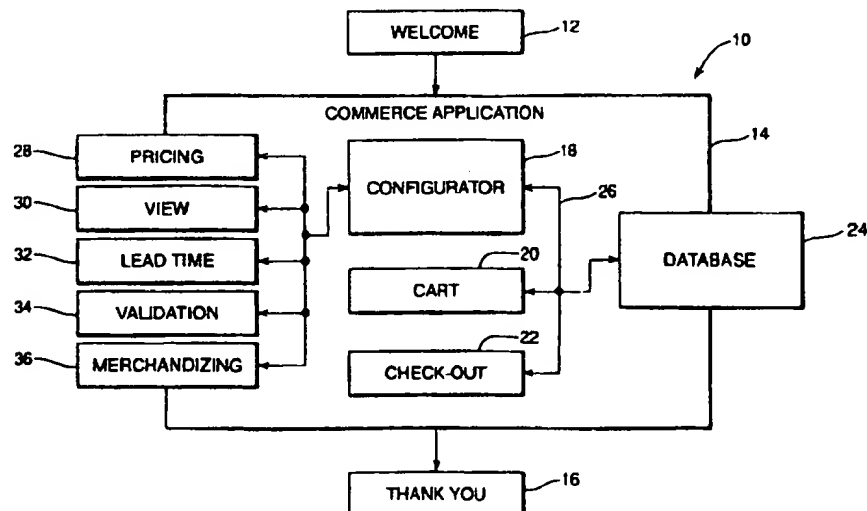 WELCOME
12
10
COMMERCE APPLICATION
14
28
PRICING
18
CONFIGURATOR
30
VIEW
26
32
LEAD TIME
20
CART
24
DATABASE
34
VALIDATION
22
CHECK-OUT
36
MERCHANDIZING
THANK YOU
16